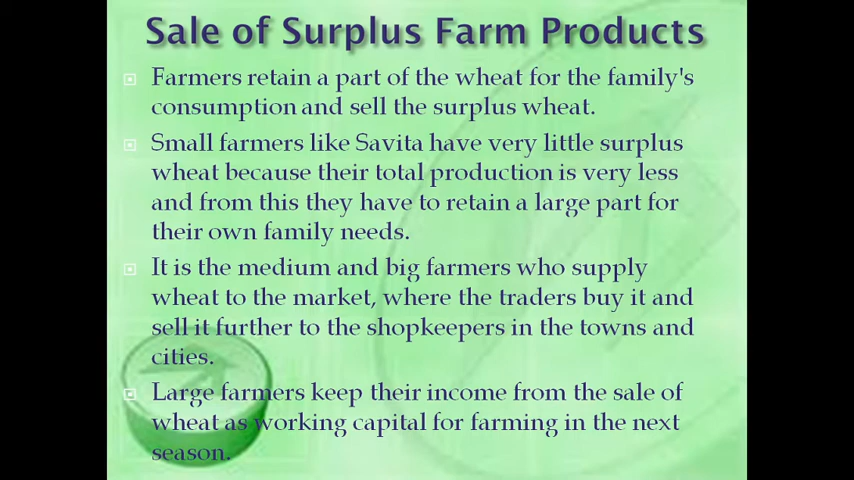 Sale of Surplus Farm Products
Farmers retain a part of the wheat for the family's
consumption and sell the surplus wheat.
Small farmers like Savita have very little surplus
wheat because their total production is very less
and from this they have to retain a large part for
their own family needs.
It is the medium and big farmers who supply
wheat to the market, where the traders buy it and
sell it further to the shopkeepers in the towns and
cities.
Large farmers keep their income from the sale of
wheat as working capital for farming in the next
season.